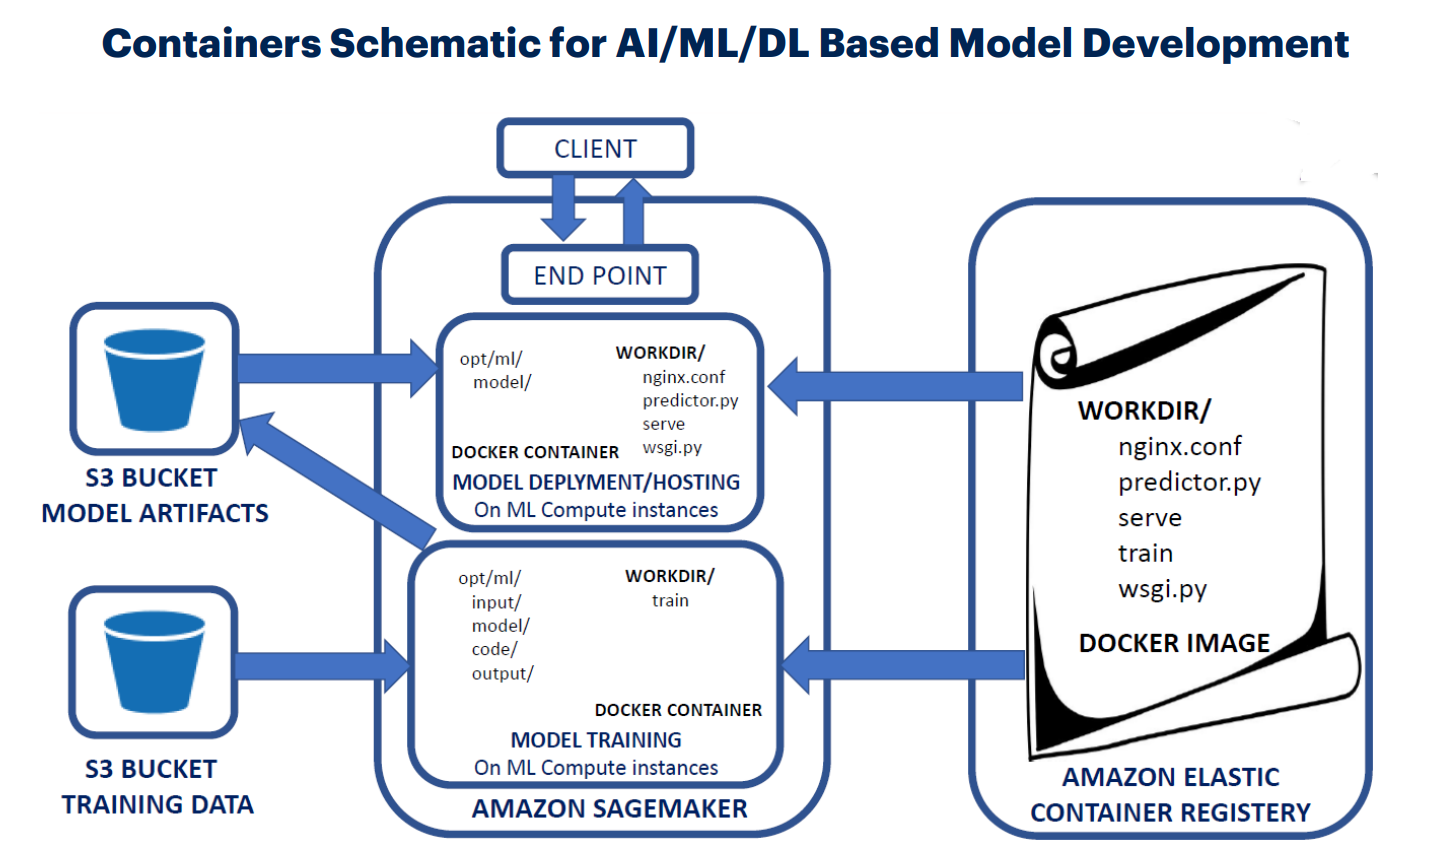 Containers Schematic for AI/ML/DL Based Model Development
CLIENT
END POINT
opt/ml/
model/
WORKDIR/
nginx.conf
predictor.py
serve
wsgi.py
DOCKER CONTAINER
MODEL DEPLYMENT/HOSTING
On ML Compute instances
S3 BUCKET
MODEL ARTIFACTS
opt/ml/
input/
model/
code/
output/
WORKDIR/
train
DOCKER CONTAINER
MODEL TRAINING
On ML Compute instances
AMAZON SAGEMAKER
S3 BUCKET
TRAINING DATA
WORKDIR/
nginx.conf
predictor.py
serve
train
wsgi.py
DOCKER IMAGE
AMAZON ELASTIC
CONTAINER REGISTERY